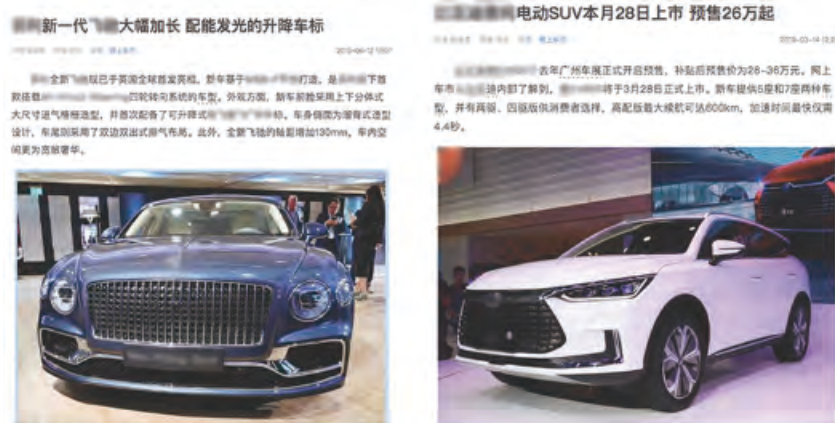 新一代 大幅加长 配能发光的升降车标
全新飞驰现已于英国全球首发亮相，新车基于 打造，是 旗下首
款搭载 四轮转向系统的车型。外观方面，新车前脸采用上下分体式
大尺寸进气格栅造型，并首次配备了可升降式 标。车身侧面为溜背式造型
设计，车尾则采用了双边双出式排气布局。此外，全新飞驰的轴距增加130mm，车内空
间更为宽敞奢华。
电动SUV本月28日上市 预售26万起
去年广州车展正式开启预售，补贴后预售价为26-36万元。网上
车市 内部了解到， 将于3月28日正式上市。新车提供5座和7座两种车
型，并有两驱、四驱版供消费者选择，高配版最大续航可达600km，加速时间最快仅需
4.4秒。